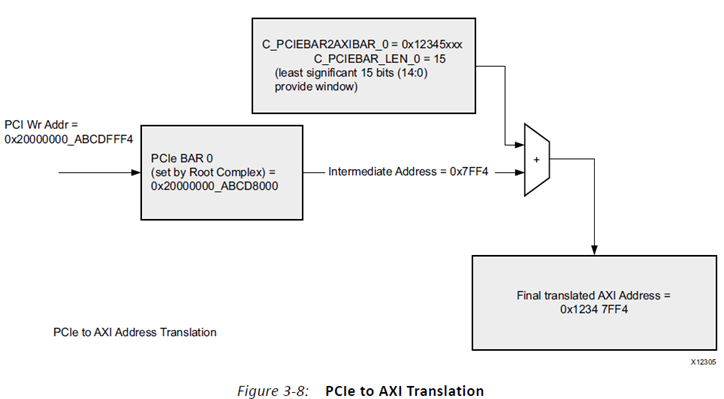 C_PCIEBAR2AXIBAR_0 = 0x12345xxx
C_PCIEBAR_LEN_0 = 15
(least significant 15 bits (14:0)
provide window)
PCI Wr Addr =
0x20000000_ABCDFFF4
PCIe BAR 0
(set by Root Complex) =
0x20000000_ABCD8000
Intermediate Address = 0x7FF4
+
Final translated AXI Address =
0x1234 7FF4
PCIe to AXI Address Translation
X12305
Figure 3-8: PCIe to AXI Translation